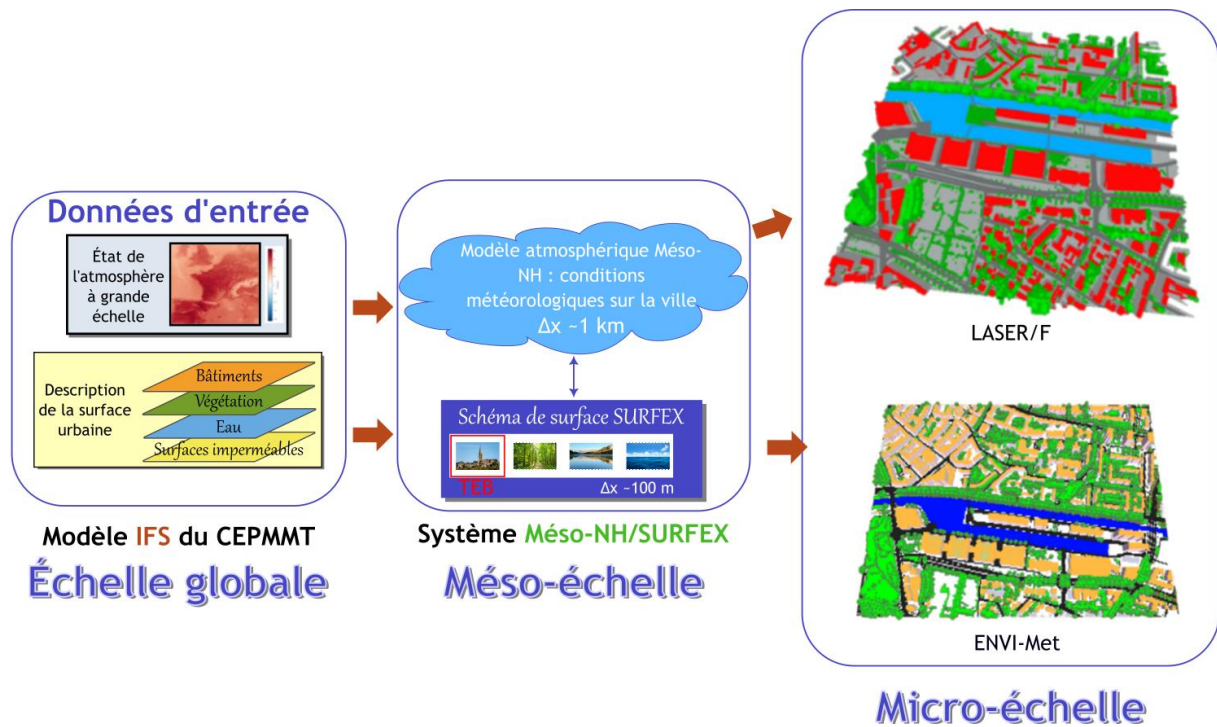 Données d'entrée
État de
l'atmosphère
à grande
échelle
Description
de la surface
urbaine
Bâtiments
Végétation
Eau
Surfaces imperméables
Modèle IFS du CEPMMT
Échelle globale
Modèle atmosphérique Méso-
NH : conditions
météorologiques sur la ville
Δx ~1 km
Schéma de surface SURFEX
TEB
Δx ~100 m
Système Méso-NH/SURFEX
Méso-échelle
LASER/F
ENVI-Met
Micro-échelle